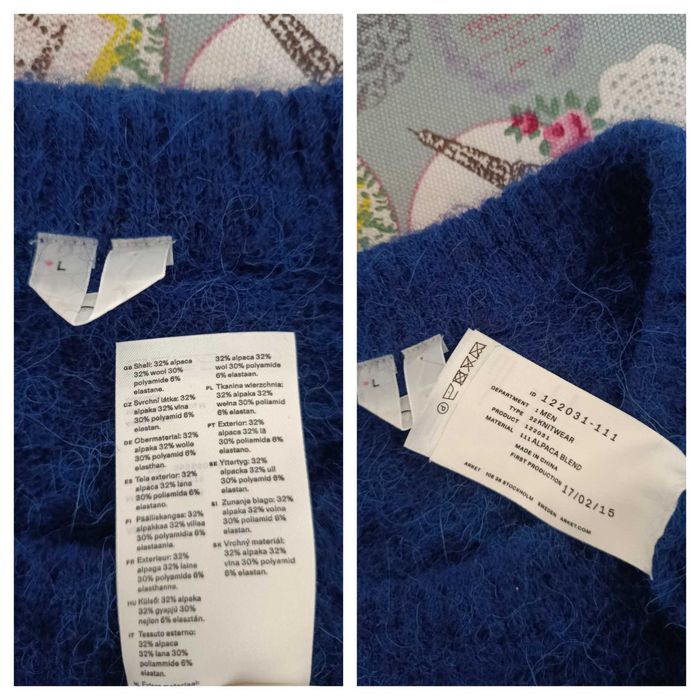 L
GB Shell: 32% alpaca
32% wool 30%
polyamide 6%
elastane.
CZ Svrchní látka: 32%
alpaka 32% vlna
30% polyamid 6%
elastan.
DE Obermaterial: 32%
alpaka 32% wolle
30% polyamid 6%
elasthan.
ES Tela exterior: 32%
alpaca 32% lana
30% poliamida 6%
elastano.
FI Päälliskangas: 32%
alpakkaa 32% villaa
30% polyamidia 6%
elastaania.
FR Exterieur: 32%
alpaga 32% laine
30% polyamide 6%
elasthanne.
HU Külső: 32% alpaka
32% gyapjú 30%
nejlon 6% elasztán.
IT Tessuto esterno:
32% alpaca
32% lana 30%
poliammide 6%
elastan.
32% alpaca 32%
wol 30% polyamide
6% elastaan.
PL Tkanina wierzchnia:
32% alpaka 32%
wełna 30% poliamid
6% elastan.
PT Exterior: 32%
alpaca 32% lã
30% poliamida 6%
elastano.
SE Yttertyg: 32%
alpacka 32% ull
30% polyamid 6%
elastan.
SI Zunanje blago: 32%
alpaka 32% volna
30% poliamid 6%
elastan.
SK Vrchný materiál:
32% alpaka 32%
vlna 30% polyamid
6% elastan.
L
P
ID 122031-111
DEPARTMENT 1 MEN
TYPE 22KNITWEAR
PRODUCT 122031
MATERIAL 111 ALPACA BLEND
MADE IN CHINA
FIRST PRODUCTION 17/02/15
ARKET 106 38 STOCKHOLM SWEDEN ARKET.COM